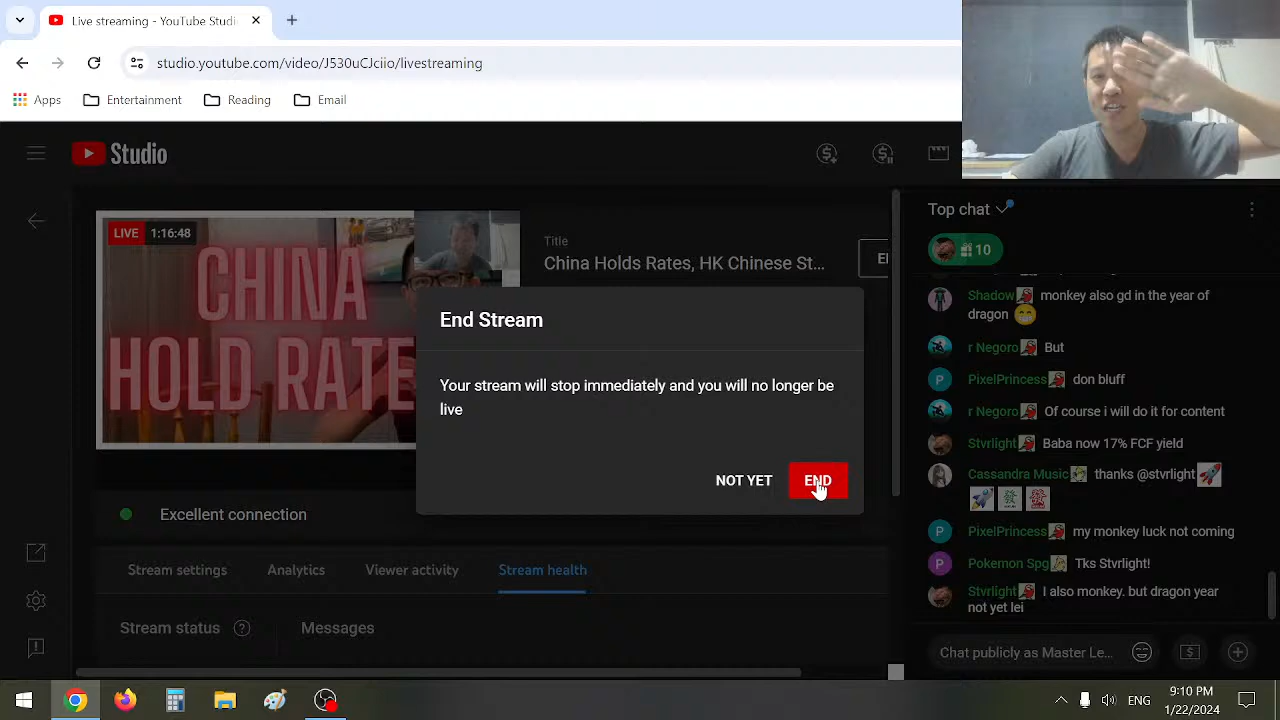 Live streaming - YouTube Studi
studio.youtube.com/video/J530uCJciio/livestreaming
Apps
Entertainment
Reading
Email
Studio
LIVE 1:16:48
CHINA
HOLD RATE
Title
China Holds Rates, HK Chinese St...
End Stream
Your stream will stop immediately and you will no longer be
live
NOT YET
END
Excellent connection
Stream settings
Analytics
Viewer activity
Stream health
Stream status
Messages
Top chat
10
Shadow monkey also gd in the year of
dragon
r Negoro But
PixelPrincess don bluff
r Negoro Of course i will do it for content
Stvrlight Baba now 17% FCF yield
Cassandra Music thanks @stvrlight
發
PixelPrincess my monkey luck not coming
Pokemon Spg Tks Stvrlight!
Stvrlight I also monkey. but dragon year
not yet lei
Chat publicly as Master Le...
ENG
9:10 PM
1/22/2024